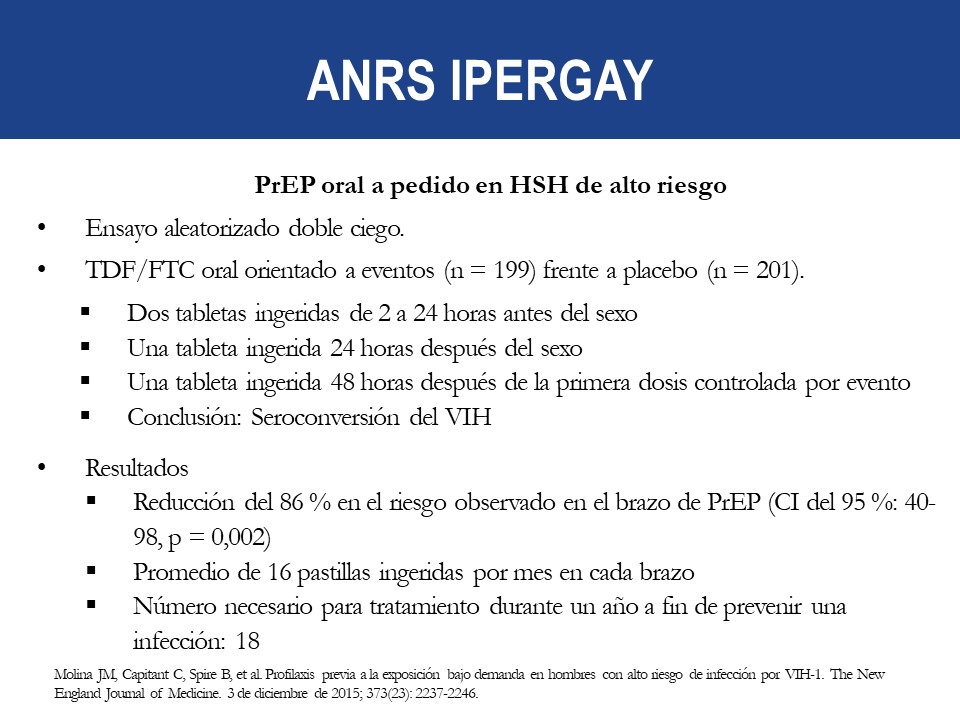 ANRS IPERGAY
PrEP oral a pedido en HSH de alto riesgo
• Ensayo aleatorizado doble ciego.
• TDF/FTC oral orientado a eventos (n = 199) frente a placebo (n = 201).
▪ Dos tabletas ingeridas de 2 a 24 horas antes del sexo
▪ Una tableta ingerida 24 horas después del sexo
▪ Una tableta ingerida 48 horas después de la primera dosis controlada por evento
▪ Conclusión: Seroconversión del VIH
• Resultados
▪ Reducción del 86 % en el riesgo observado en el brazo de PrEP (CI del 95 %: 40-
98, p = 0,002)
▪ Promedio de 16 pastillas ingeridas por mes en cada brazo
▪ Número necesario para tratamiento durante un año a fin de prevenir una
infección: 18
Molina JM, Capitant C, Spire B, et al. Profilaxis previa a la exposición bajo demanda en hombres con alto riesgo de infección por VIH-1. The New
England Journal of Medicine. 3 de diciembre de 2015; 373(23): 2237-2246.